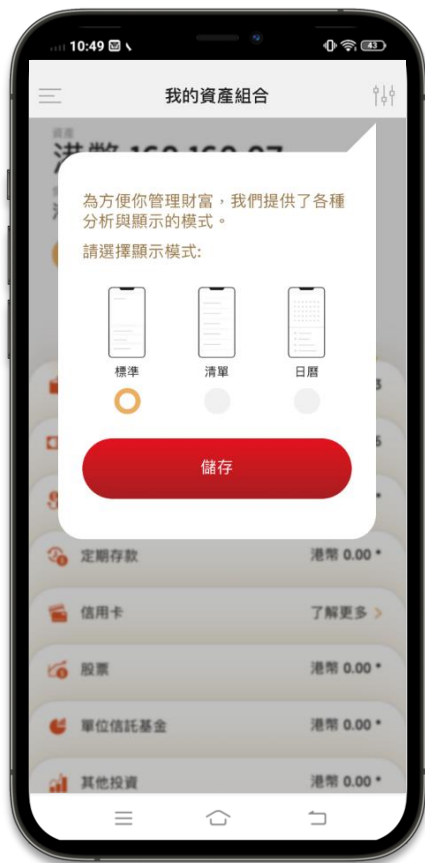 10:49
43
我的資產組合
資產
為方便你管理財富，我們提供了各種
分析與顯示的模式。
請選擇顯示模式:
標準
清單
日曆
儲存
定期存款
港幣 0.00 *
信用卡
了解更多 >
股票
港幣 0.00 *
單位信託基金
港幣 0.00 *
其他投資
港幣 0.00 *